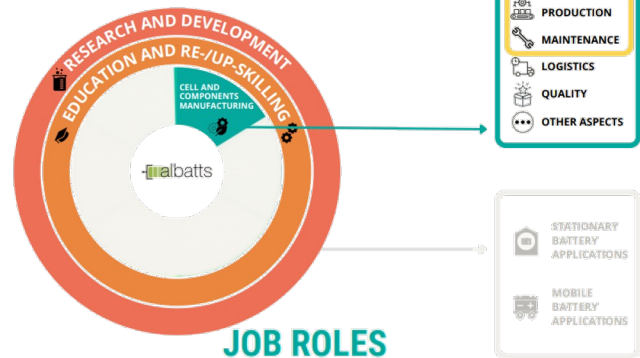 RESEARCH AND DEVELOPMENT
EDUCATION AND RE-/UP-SKILLING
CELL AND
COMPONENTS
MANUFACTURING
albatts
PRODUCTION
MAINTENANCE
LOGISTICS
QUALITY
OTHER ASPECTS
STATIONARY
BATTERY
APPLICATIONS
MOBILE
BATTERY
APPLICATIONS
JOB ROLES